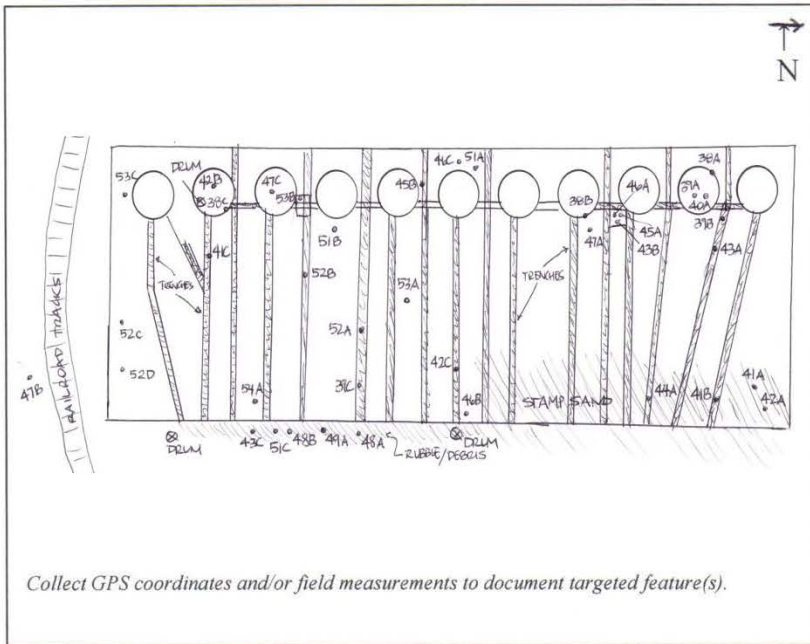 N
53C
DRUM
42B
38C
47C
53B
45B
46C
51A
38B
46A
38A
37A
40A
39B
51B
47A
45A
43B
43A
41C
TRENCHES
52B
53A
TRENCHES
RAILROAD TRACKS
52C
52D
47B
52A
39C
42C
54A
46B
STAMP SAND
44A
41B
41A
42A
DRUM
43C
51C
48B
49A
48A
RUBBLE/DEBRIS
DRUM
Collect GPS coordinates and/or field measurements to document targeted feature(s).